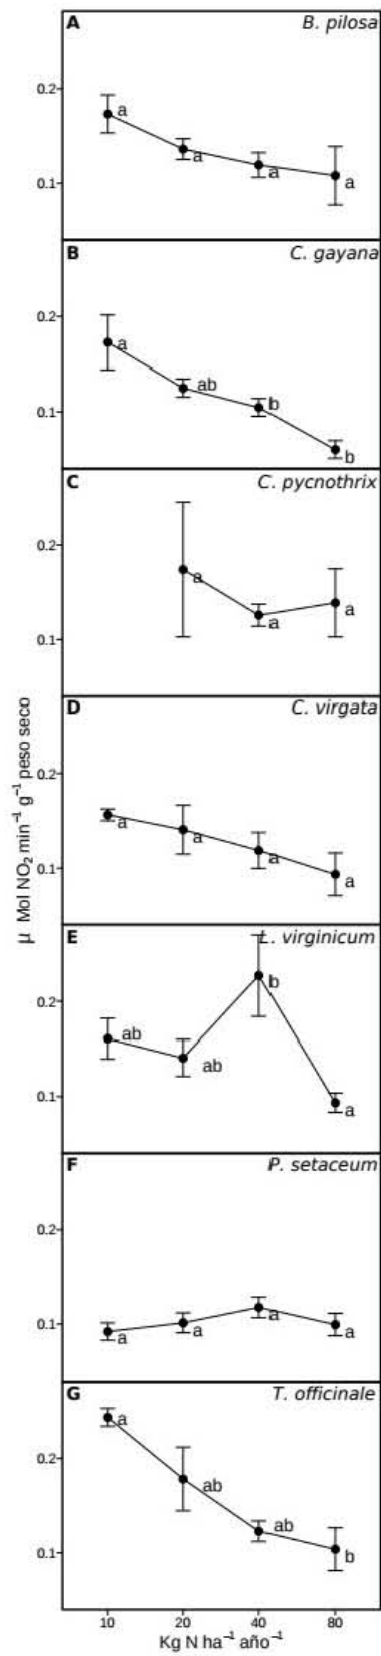 A B. pilosa
0.2
a
a
a
a
0.1
B C. gayana
0.2
a
ab
b
0.1
b
C C. pycnothrix
0.2
a
a
a
0.1
D C. virgata
0.2
a
a
a
a
0.1
µ Mol NO₂ min⁻¹ g⁻¹ peso seco
E L. virginicum
0.2
b
ab
ab
0.1
a
F P. setaceum
0.2
0.1
a
a
a
a
G T. officinale
a
0.2
ab
ab
0.1
b
10 20 40 80
Kg N ha⁻¹ año⁻¹